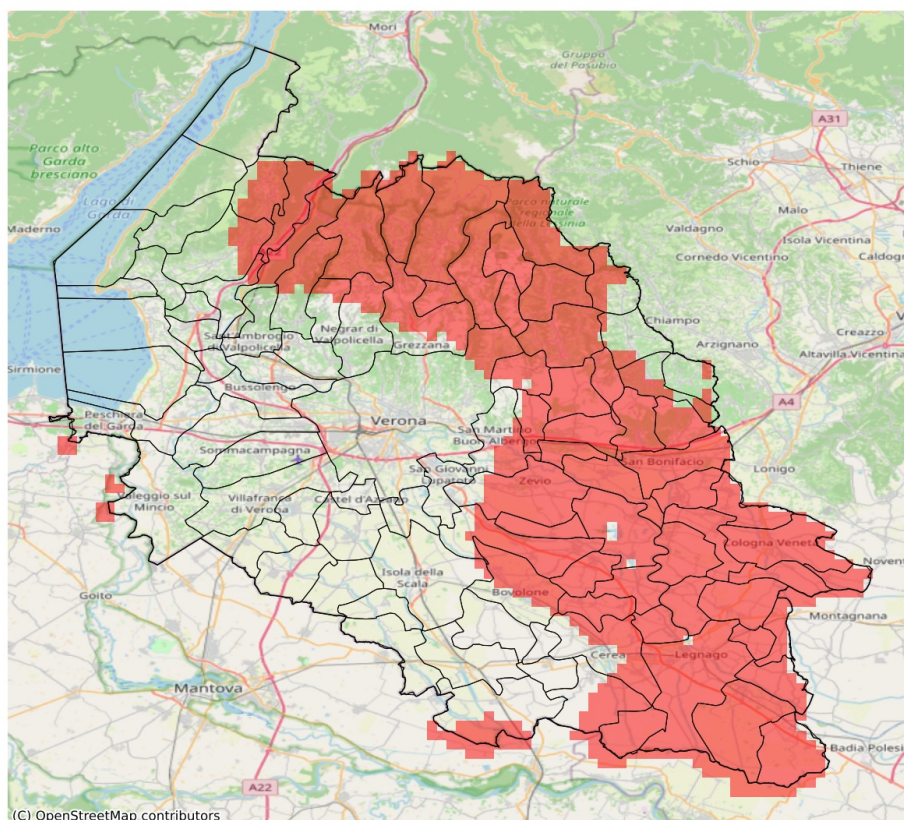 Mori
Gruppo
del Pasubio
A31
Parco alto
Garda
bresciano
Schio
Thiene
Lago di
Garda
Parco naturale
regionale
della Lessinia
Malo
Maderno
Valdagno
Isola Vicentina
Cornedo Vicentino
Caldog
Chiampo
Sant'Ambrogio
di Valpolicella
Negrar di
Valpolicella
Grezzana
Creazzo
Arzignano
Altavilla Vicentina
Sirmione
Bussolengo
A4
Peschiera
del Garda
Verona
San Martino
Buon Albergo
Sommacampagna
San Bonifacio
Lonigo
San Giovanni
Lupatoto
Zevio
Valeggio sul
Mincio
Villafranca
di Verona
Castel d'Azzano
Cologna Veneta
Novent
Isola della
Scala
Goito
Bovolone
Montagnana
Cerea
Legnago
Mantova
Badia Polesi
A22
(C) OpenStreetMap contributors